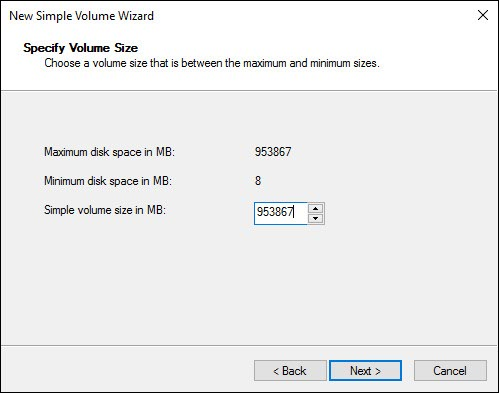 New Simple Volume Wizard
Specify Volume Size
Choose a volume size that is between the maximum and minimum sizes.
Maximum disk space in MB: 953867
Minimum disk space in MB: 8
Simple volume size in MB: 953867
< Back Next > Cancel